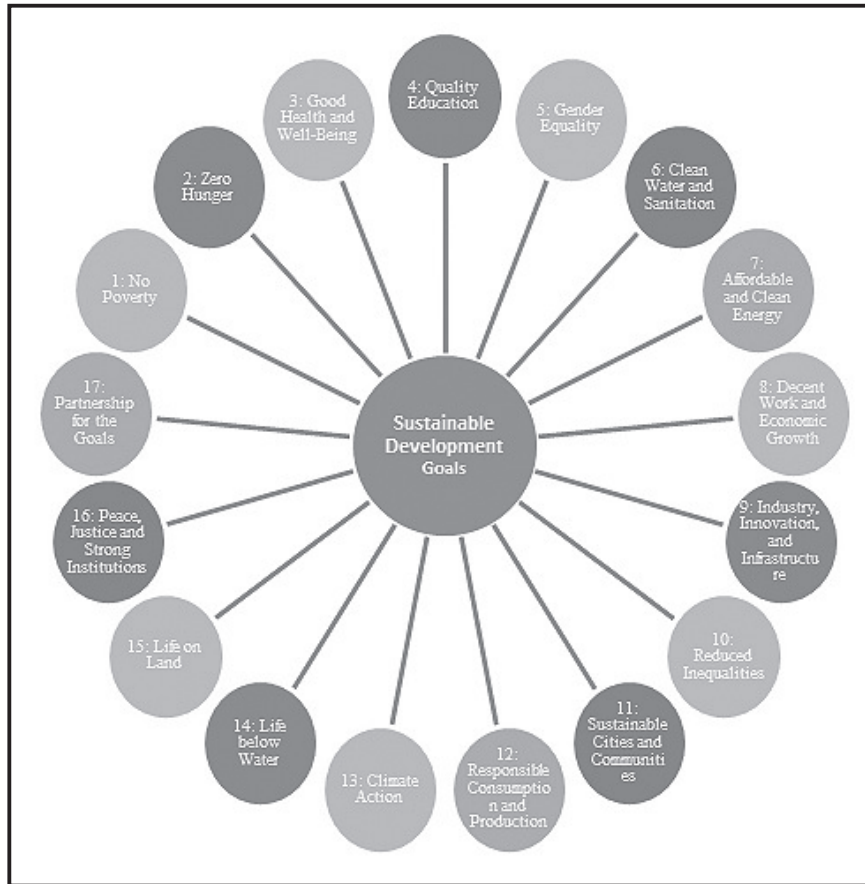 Sustainable
Development
Goals
1: No
Poverty
2: Zero
Hunger
3: Good
Health and
Well-Being
4: Quality
Education
5: Gender
Equality
6: Clean
Water and
Sanitation
7:
Affordable
and Clean
Energy
8: Decent
Work and
Economic
Growth
9: Industry,
Innovation,
and
Infrastructu
re
10:
Reduced
Inequalities
11:
Sustainable
Cities and
Communiti
es
12:
Responsible
Consumptio
n and
Production
13: Climate
Action
14: Life
below
Water
15: Life on
Land
16: Peace,
Justice and
Strong
Institutions
17:
Partnership
for the
Goals